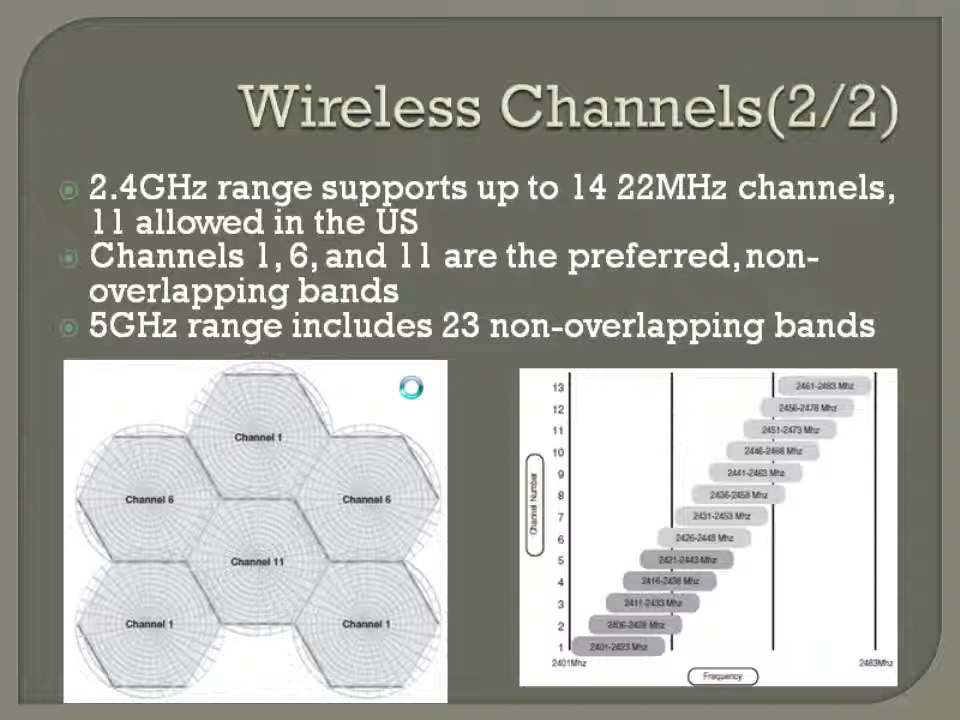 Wireless Channels(2/2)
2.4GHz range supports up to 14 22MHz channels,
11 allowed in the US
Channels 1, 6, and 11 are the preferred, non-
overlapping bands
5GHz range includes 23 non-overlapping bands
Channel 1
Channel 6
Channel 6
Channel 11
Channel 1
Channel 1
Channel Number
13 2461-2483 Mhz
12 2456-2478 Mhz
11 2451-2473 Mhz
10 2446-2468 Mhz
9 2441-2463 Mhz
8 2436-2458 Mhz
7 2431-2453 Mhz
6 2426-2448 Mhz
5 2421-2443 Mhz
4 2416-2438 Mhz
3 2411-2433 Mhz
2 2406-2428 Mhz
1 2401-2423 Mhz
2401Mhz 2483Mhz
Frequency